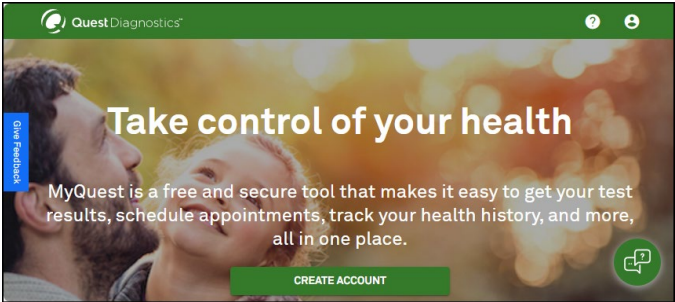 Quest Diagnostics™
?
Give Feedback
Take control of your health
MyQuest is a free and secure tool that makes it easy to get your test
results, schedule appointments, track your health history, and more,
all in one place.
?
CREATE ACCOUNT